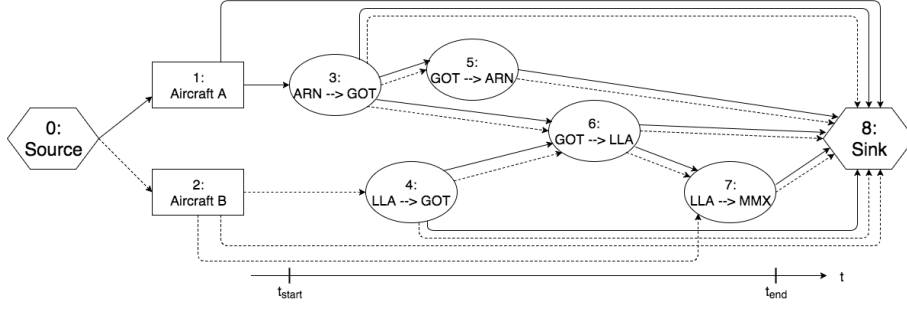 0:
Source
1:
Aircraft A
2:
Aircraft B
3:
ARN --> GOT
4:
LLA --> GOT
5:
GOT --> ARN
6:
GOT --> LLA
7:
LLA --> MMX
8:
Sink
t
tstart
tend